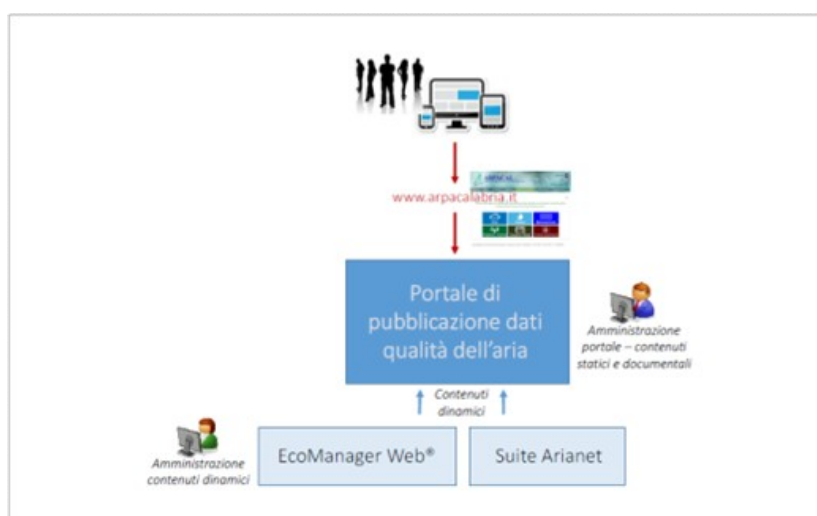 www.arpacalabria.it
Portale di
pubblicazione dati
qualità dell'aria
Amministrazione
portale – contenuti
statici e documentali
Contenuti
dinamici
Amministrazione
contenuti dinamici
EcoManager Web®
Suite Arianet